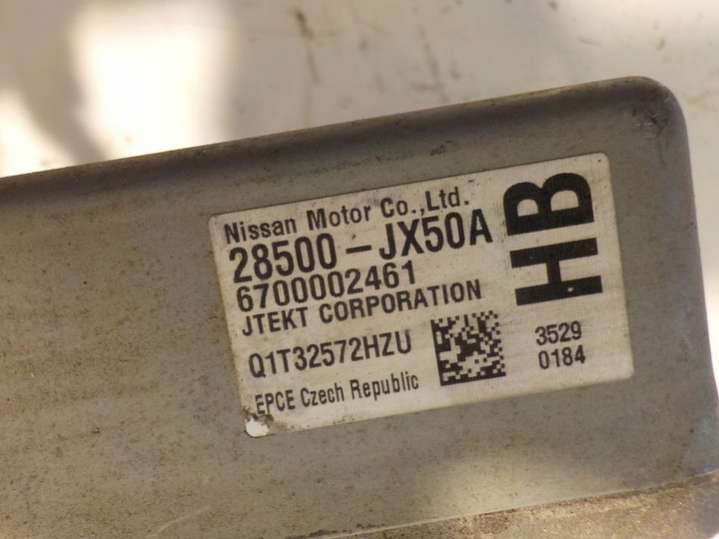 Nissan Motor Co.,Ltd.
28500-JX50A
6700002461
JTEKT CORPORATION
Q1T32572HZU
EPCE Czech Republic
HB
3529
0184